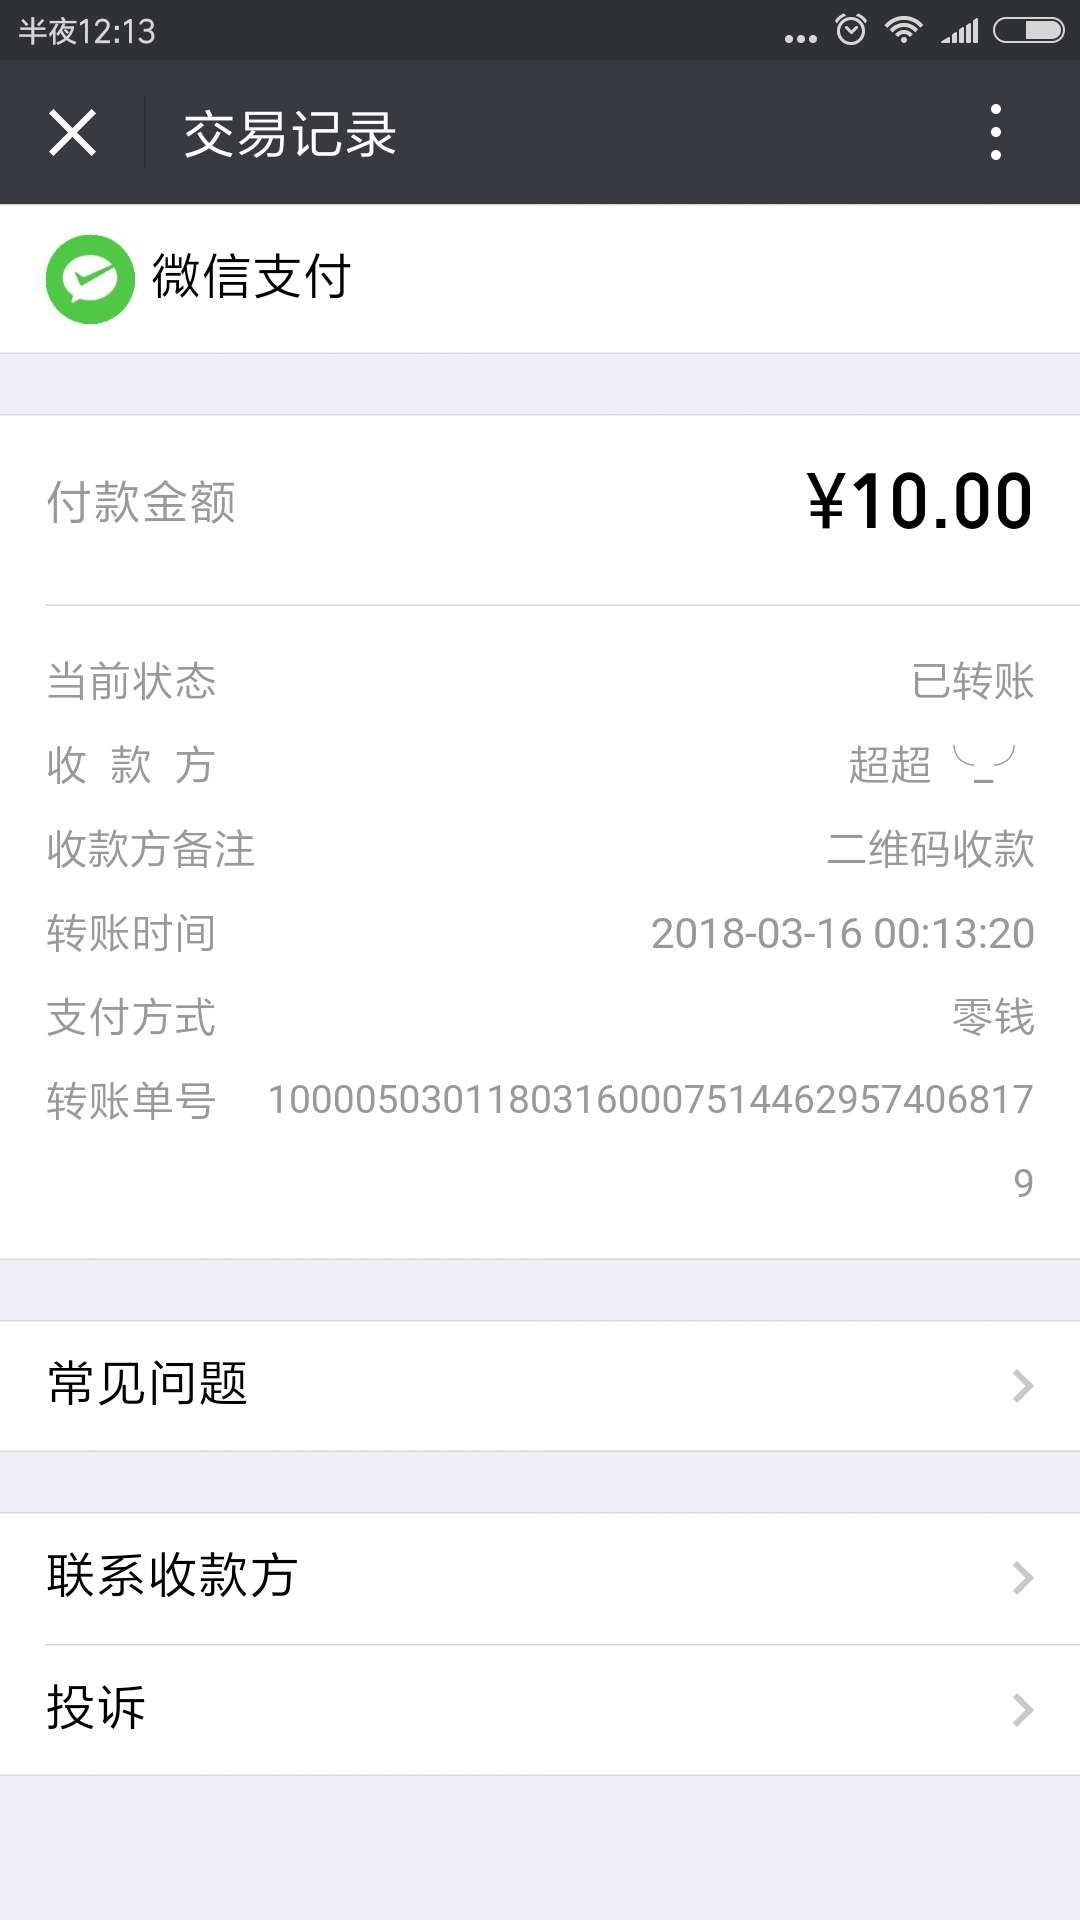 半夜12:13
交易记录
微信支付
付款金额 ¥10.00
当前状态 已转账
收款方 超超 ╰_╯
收款方备注 二维码收款
转账时间 2018-03-16 00:13:20
支付方式 零钱
转账单号 100005030118031600075144629574068​17
9
常见问题
联系收款方
投诉